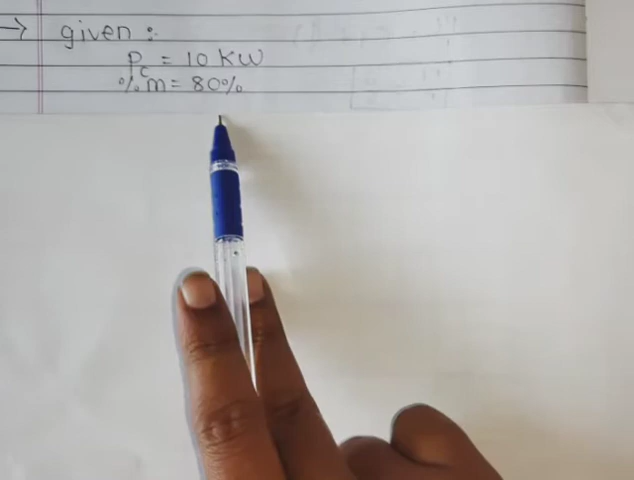 → given :
Pc = 10 KW
% m = 80%